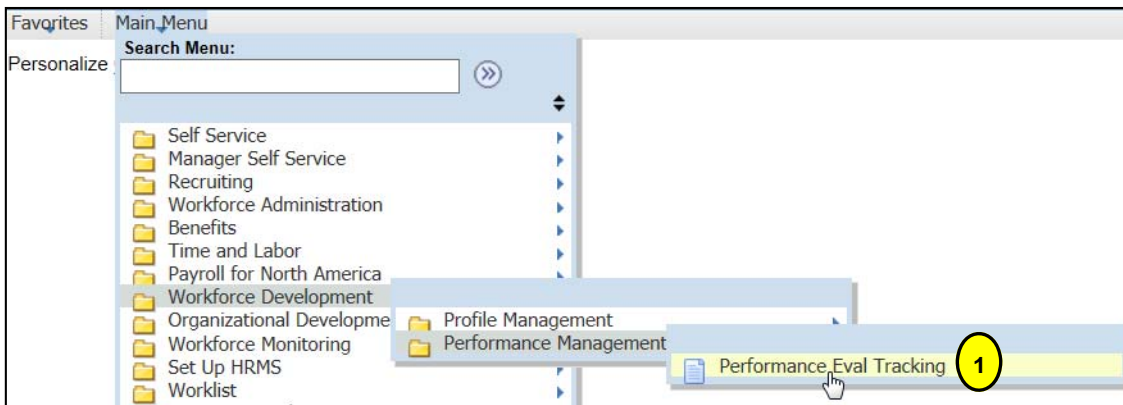 Favorites Main Menu
Search Menu:
Personalize
Self Service
Manager Self Service
Recruiting
Workforce Administration
Benefits
Time and Labor
Payroll for North America
Workforce Development
Organizational Developme
Profile Management
Workforce Monitoring
Performance Management
Set Up HRMS
Performance Eval Tracking 1
Worklist